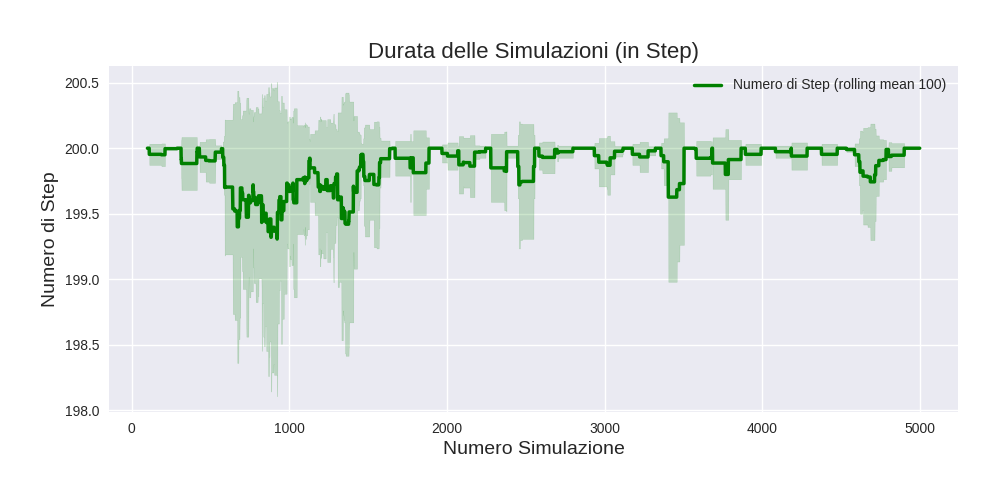 Durata delle Simulazioni (in Step)
Numero di Step (rolling mean 100)
Numero di Step
200.5
200.0
199.5
199.0
198.5
198.0
0 1000 2000 3000 4000 5000
Numero Simulazione